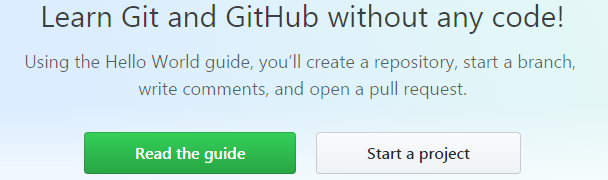 Learn Git and GitHub without any code!
Using the Hello World guide, you’ll create a repository, start a branch,
write comments, and open a pull request.
Read the guide
Start a project